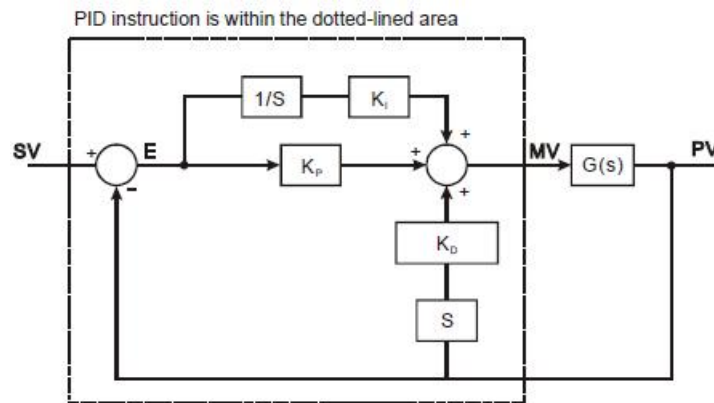 PID instruction is within the dotted-lined area
1/S
K_I
+
SV
+
E
+
K_P
MV
G(s)
PV
−
+
K_D
S